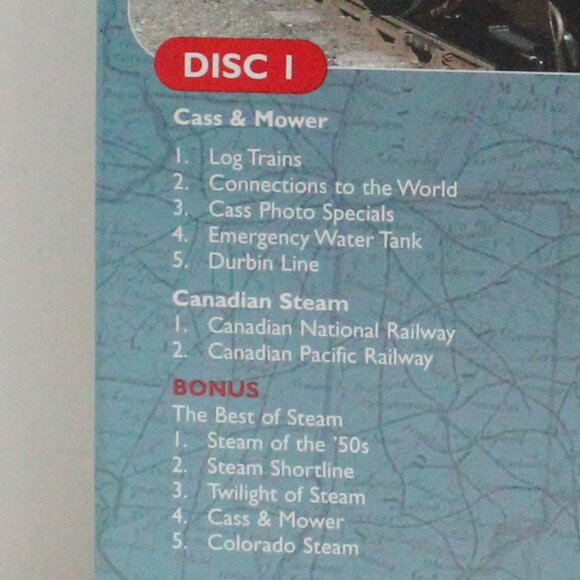 DISC 1
Cass & Mower
1. Log Trains
2. Connections to the World
3. Cass Photo Specials
4. Emergency Water Tank
5. Durbin Line
Canadian Steam
1. Canadian National Railway
2. Canadian Pacific Railway
BONUS
The Best of Steam
1. Steam of the '50s
2. Steam Shortline
3. Twilight of Steam
4. Cass & Mower
5. Colorado Steam